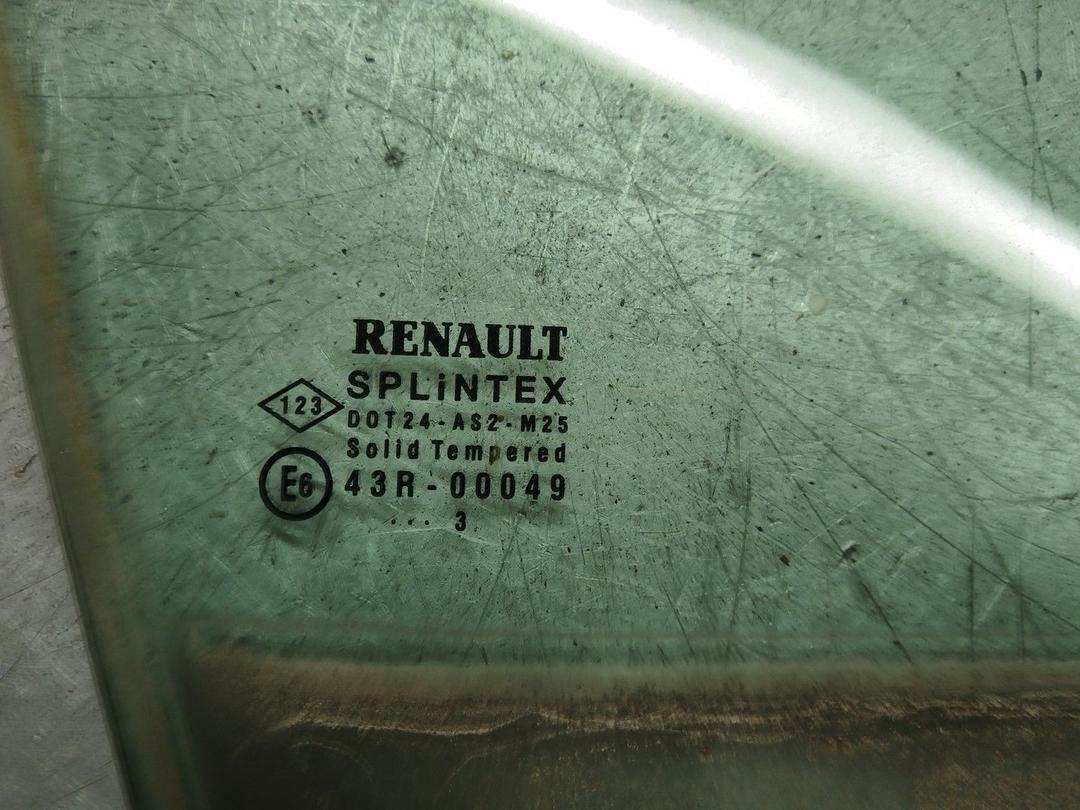 RENAULT
SPLiNTEX
123
DOT24-AS2-M25
Solid Tempered
E6 43R-00049
... 3